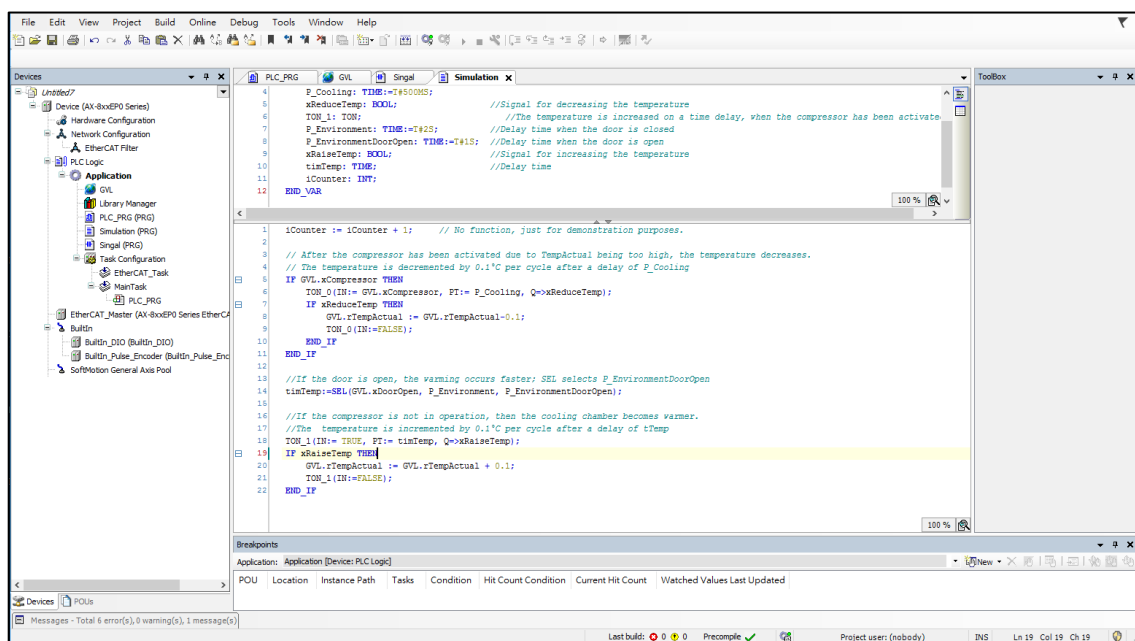 File Edit View Project Build Online Debug Tools Window Help
Devices
Untitled7
Device (AX-8xxEP0 Series)
Hardware Configuration
Network Configuration
EtherCAT Filter
PLC Logic
Application
GVL
Library Manager
PLC_PRG (PRG)
Simulation (PRG)
Singal (PRG)
Task Configuration
EtherCAT_Task
MainTask
PLC_PRG
EtherCAT_Master (AX-8xxEP0 Series EtherCA
BuiltIn
BuiltIn_DIO (BuiltIn_DIO)
BuiltIn_Pulse_Encoder (BuiltIn_Pulse_Enc
SoftMotion General Axis Pool
Devices POUs
PLC_PRG GVL Singal Simulation
4 P_Cooling: TIME:=T#500MS;
5 xReduceTemp: BOOL; //Signal for decreasing the temperature
6 TON_1: TON; //The temperature is increased on a time delay, when the compressor has been activate
7 P_Environment: TIME:=T#2S; //Delay time when the door is closed
8 P_EnvironmentDoorOpen: TIME:=T#1S; //Delay time when the door is open
9 xRaiseTemp: BOOL; //Signal for increasing the temperature
10 timTemp: TIME; //Delay time
11 iCounter: INT;
12 END_VAR
100 %
1 iCounter := iCounter + 1; // No function, just for demonstration purposes.
2
3 // After the compressor has been activated due to TempActual being too high, the temperature decreases.
4 // The temperature is decremented by 0.1°C per cycle after a delay of P_Cooling
5 IF GVL.xCompressor THEN
6 TON_0(IN:= GVL.xCompressor, PT:= P_Cooling, Q=>xReduceTemp);
7 IF xReduceTemp THEN
8 GVL.rTempActual := GVL.rTempActual-0.1;
9 TON_0(IN:=FALSE);
10 END_IF
11 END_IF
12
13 //If the door is open, the warming occurs faster; SEL selects P_EnvironmentDoorOpen
14 timTemp:=SEL(GVL.xDoorOpen, P_Environment, P_EnvironmentDoorOpen);
15
16 //If the compressor is not in operation, then the cooling chamber becomes warmer.
17 //The temperature is incremented by 0.1°C per cycle after a delay of tTemp
18 TON_1(IN:= TRUE, PT:= timTemp, Q=>xRaiseTemp);
19 IF xRaiseTemp THEN
20 GVL.rTempActual := GVL.rTempActual + 0.1;
21 TON_1(IN:=FALSE);
22 END_IF
100 %
ToolBox
Breakpoints
Application: Application [Device: PLC Logic]
New
POU Location Instance Path Tasks Condition Hit Count Condition Current Hit Count Watched Values Last Updated
Messages - Total 6 error(s), 0 warning(s), 1 message(s)
Last build: 0 0 Precompile Project user: (nobody) INS Ln 19 Col 19 Ch 19